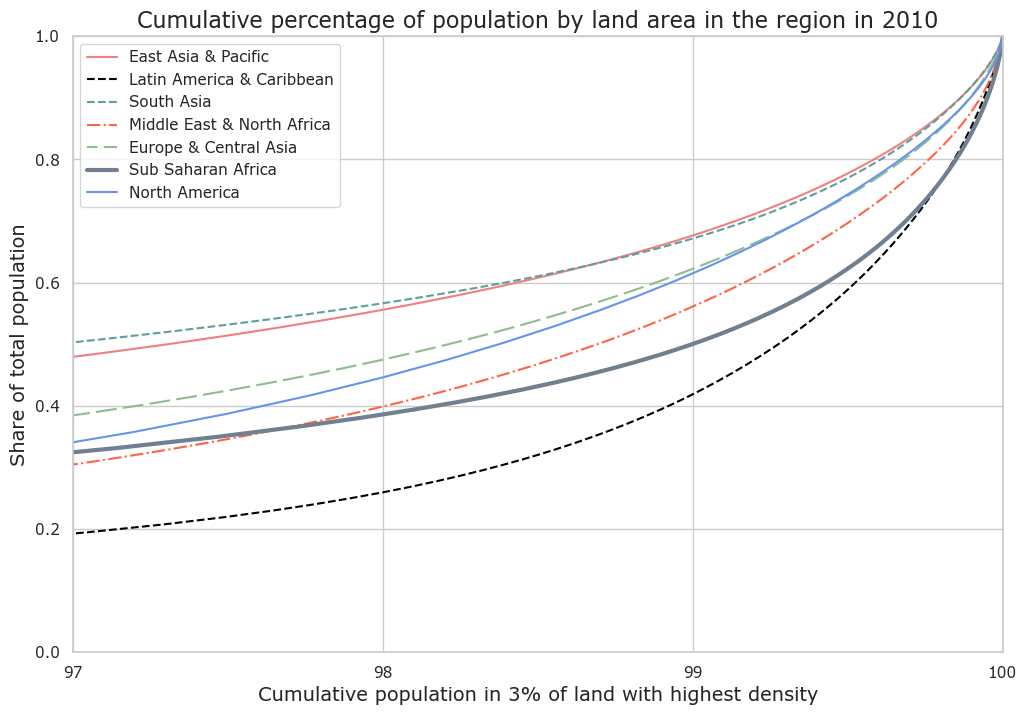 Cumulative percentage of population by land area in the region in 2010
1.0
East Asia & Pacific
Latin America & Caribbean
South Asia
Middle East & North Africa
Europe & Central Asia
Sub Saharan Africa
North America
0.8
0.6
0.4
0.2
0.0
Share of total population
97 98 99 100
Cumulative population in 3% of land with highest density